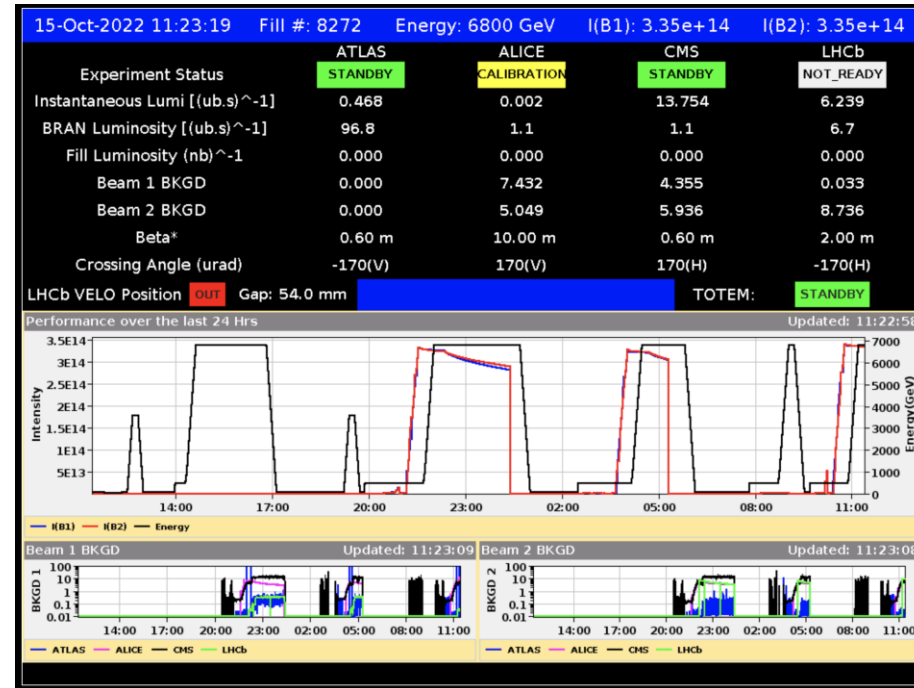 15-Oct-2022 11:23:19 Fill #: 8272 Energy: 6800 GeV I(B1): 3.35e+14 I(B2): 3.35e+14
ATLAS ALICE CMS LHCb
Experiment Status STANDBY CALIBRATION STANDBY NOT_READY
Instantaneous Lumi [(ub.s)^-1] 0.468 0.002 13.754 6.239
BRAN Luminosity [(ub.s)^-1] 96.8 1.1 1.1 6.7
Fill Luminosity (nb)^-1 0.000 0.000 0.000 0.000
Beam 1 BKGD 0.000 7.432 4.355 0.033
Beam 2 BKGD 0.000 5.049 5.936 8.736
Beta* 0.60 m 10.00 m 0.60 m 2.00 m
Crossing Angle (urad) -170(V) 170(V) 170(H) -170(H)
LHCb VELO Position OUT Gap: 54.0 mm TOTEM: STANDBY
Performance over the last 24 Hrs Updated: 11:22:58
Intensity
3.5E14
3E14
2.5E14
2E14
1.5E14
1E14
5E13
7000
6000
5000
4000
3000
2000
1000
0
Energy(GeV)
14:00 17:00 20:00 23:00 02:00 05:00 08:00 11:00
I(B1) I(B2) Energy
Beam 1 BKGD Updated: 11:23:09
BKGD 1
100
10
1
0.1
0.01
14:00 17:00 20:00 23:00 02:00 05:00 08:00 11:00
ATLAS ALICE CMS LHCb
Beam 2 BKGD Updated: 11:23:08
BKGD 2
100
10
1
0.1
0.01
14:00 17:00 20:00 23:00 02:00 05:00 08:00 11:00
ATLAS ALICE CMS LHCb